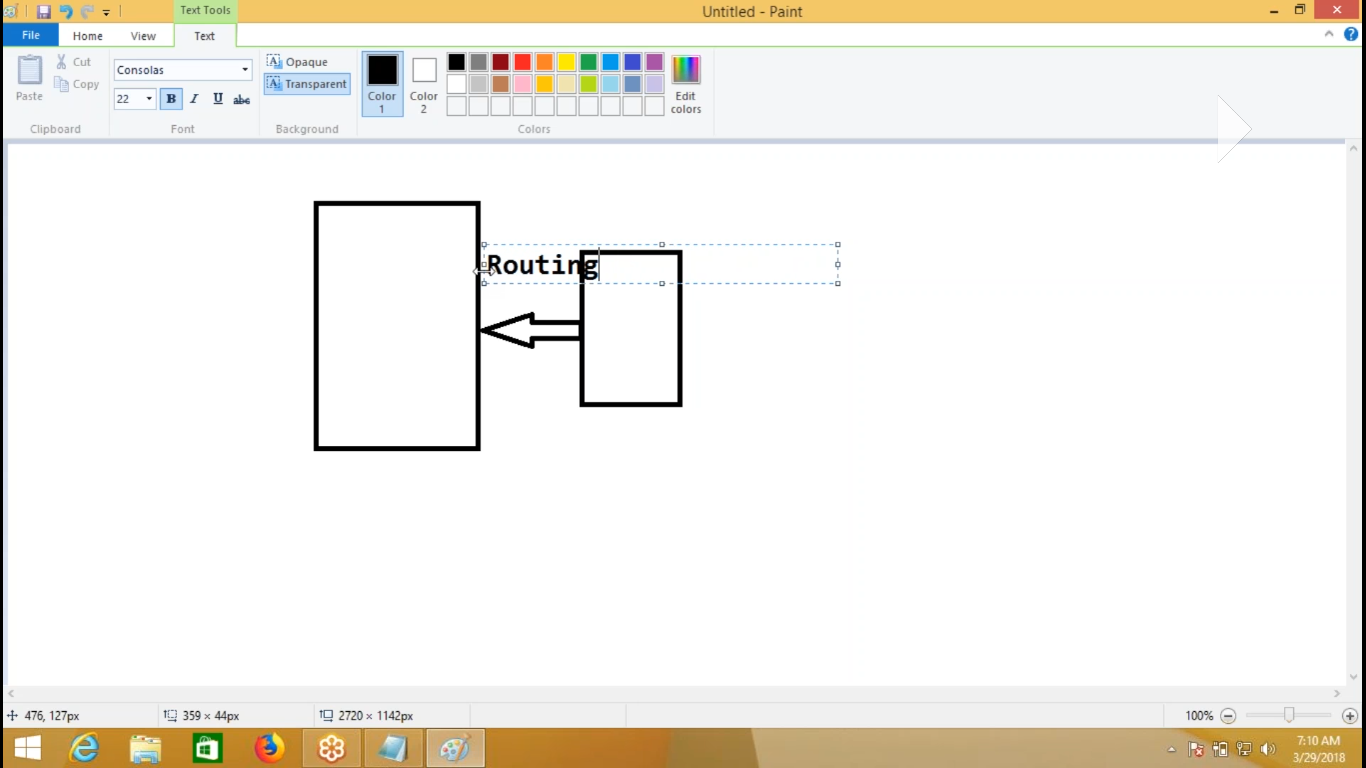 Text Tools
Untitled - Paint
File Home View Text
Paste
Cut
Copy
Clipboard
Consolas
22 B I U abc
Font
Opaque
Transparent
Background
Color 1
Color 2
Edit colors
Colors
Routing
476, 127px 359 × 44px 2720 × 1142px 100%
7:10 AM
3/29/2018